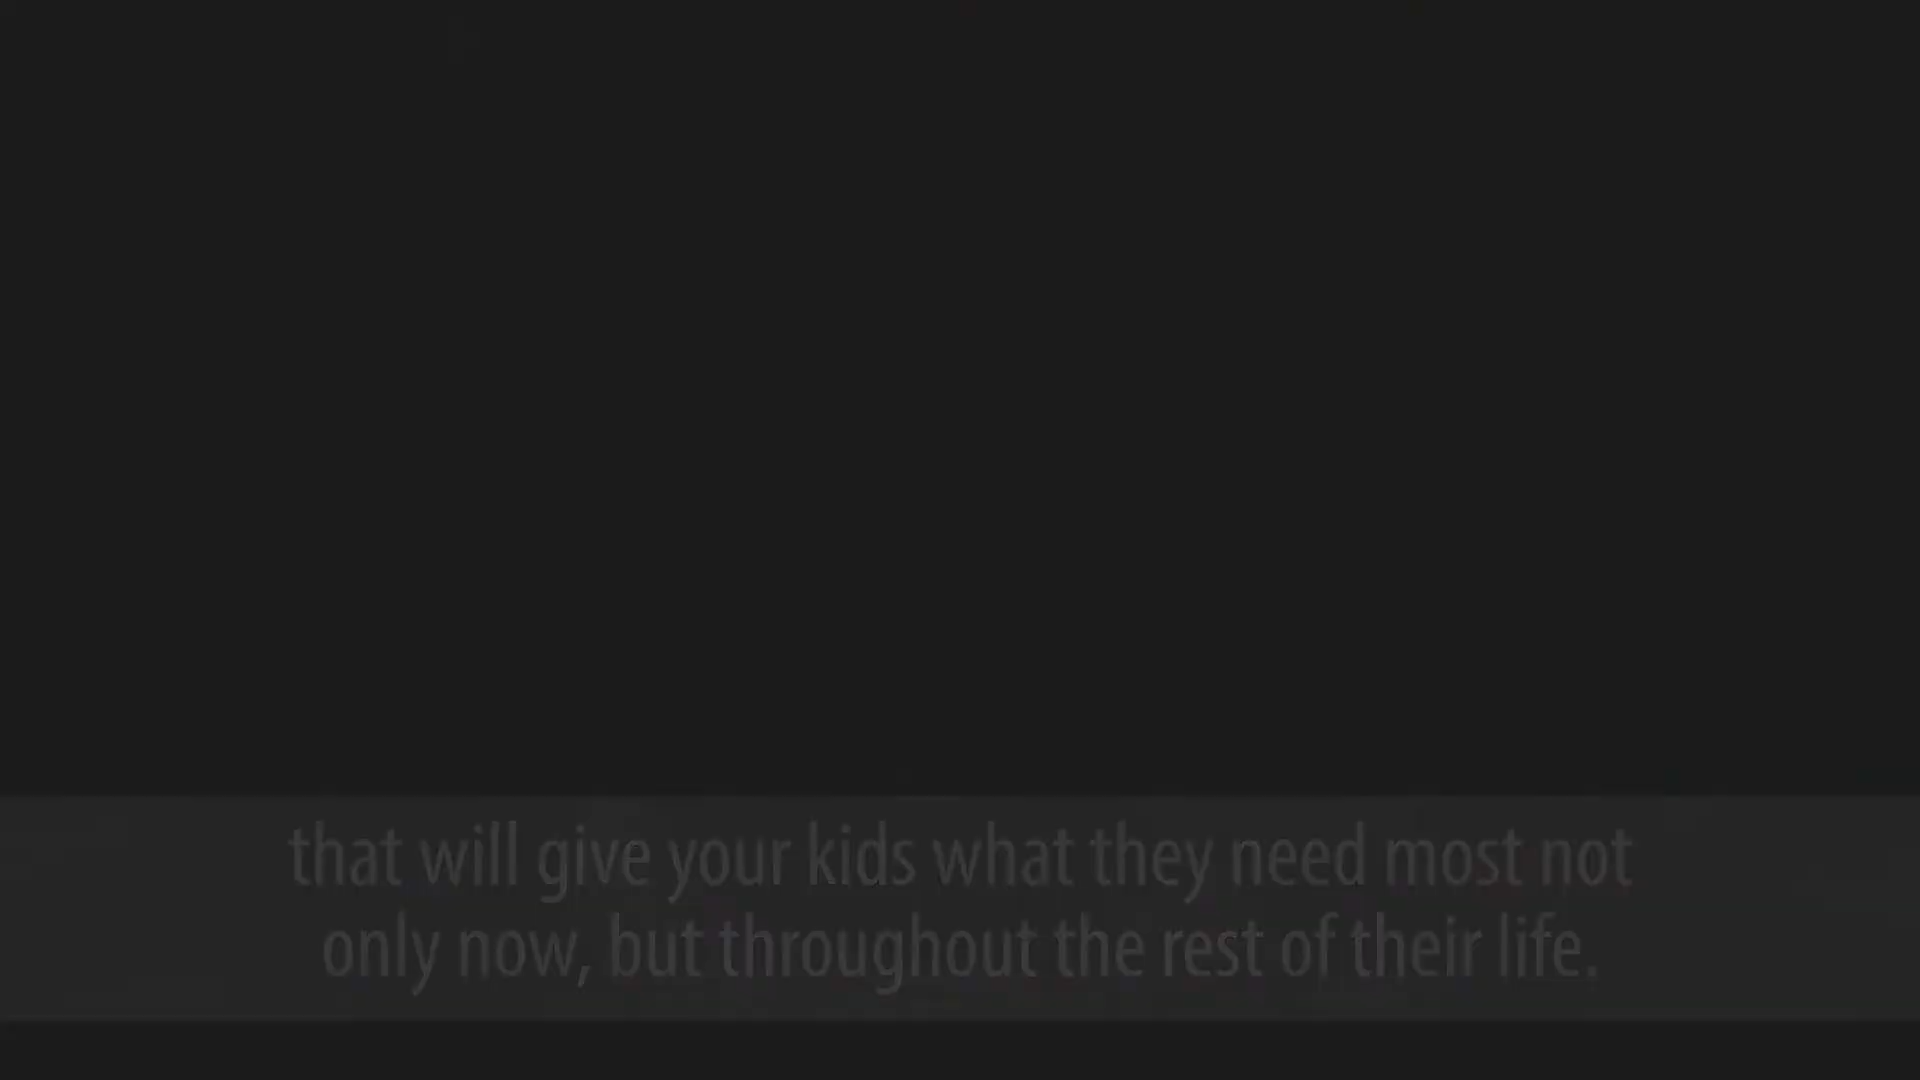 that will give your kids what they need most not
only now, but throughout the rest of their life.